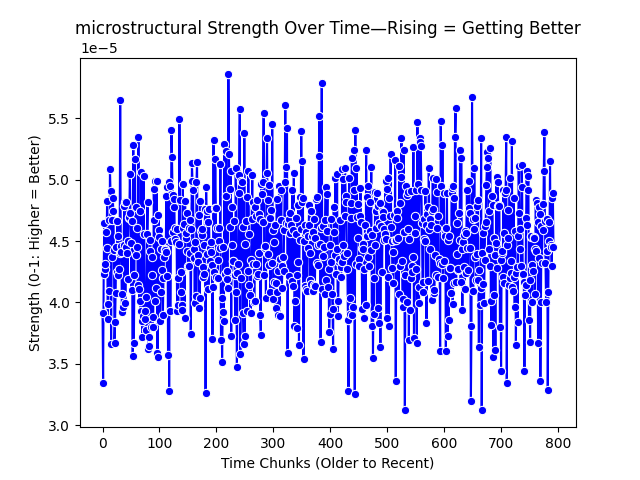 microstructural Strength Over Time—Rising = Getting Better
1e−5
5.5
5.0
4.5
4.0
3.5
3.0
Strength (0-1: Higher = Better)
0 100 200 300 400 500 600 700 800
Time Chunks (Older to Recent)